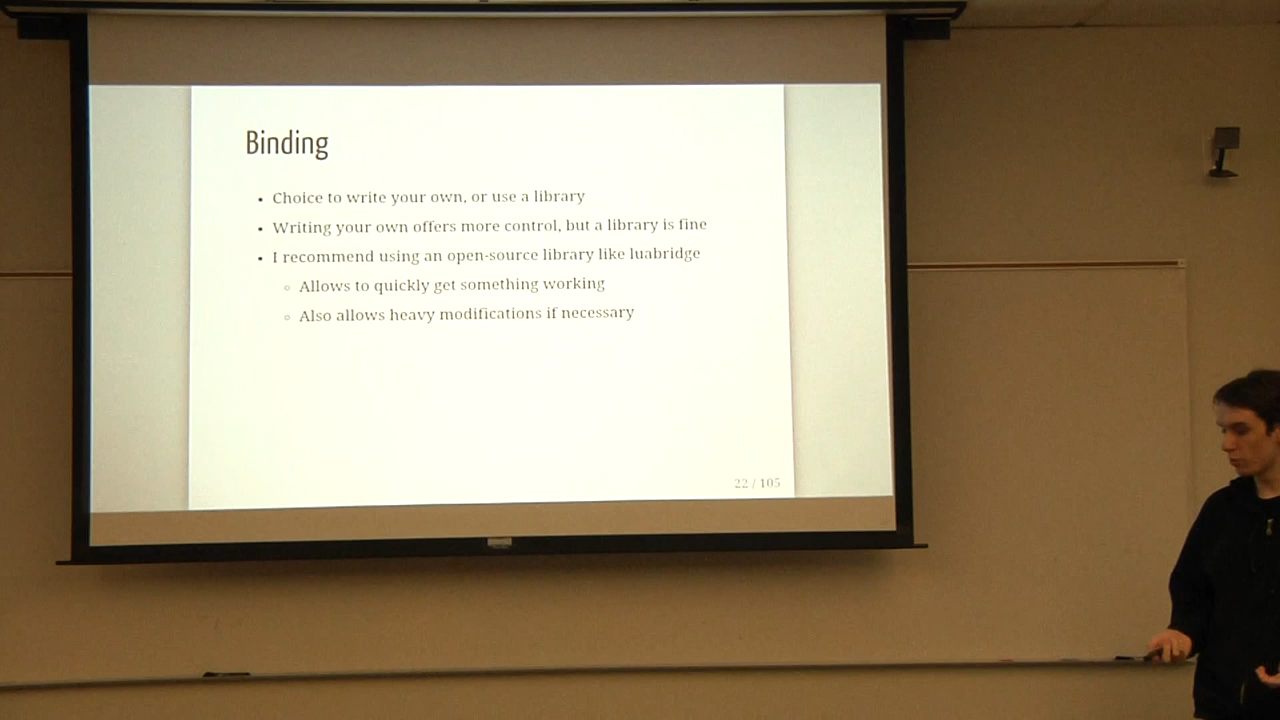 Binding
• Choice to write your own, or use a library
• Writing your own offers more control, but a library is fine
• I recommend using an open-source library like luabridge
◦ Allows to quickly get something working
◦ Also allows heavy modifications if necessary
22 / 105